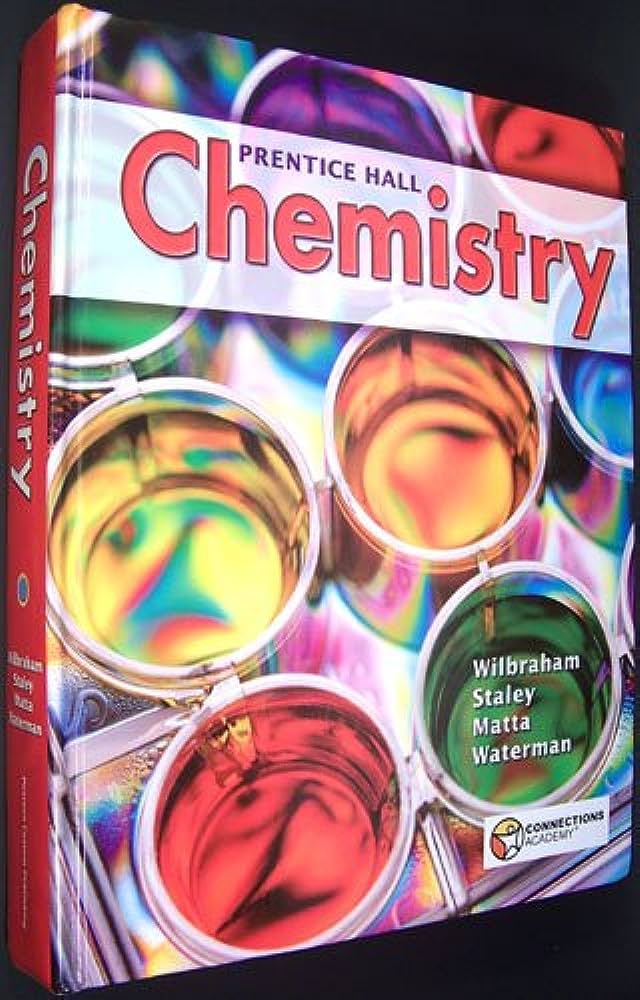 PRENTICE HALL
Chemistry
Wilbraham
Staley
Matta
Waterman
CONNECTIONS
ACADEMY
Chemistry
Wilbraham
Staley
Matta
Waterman